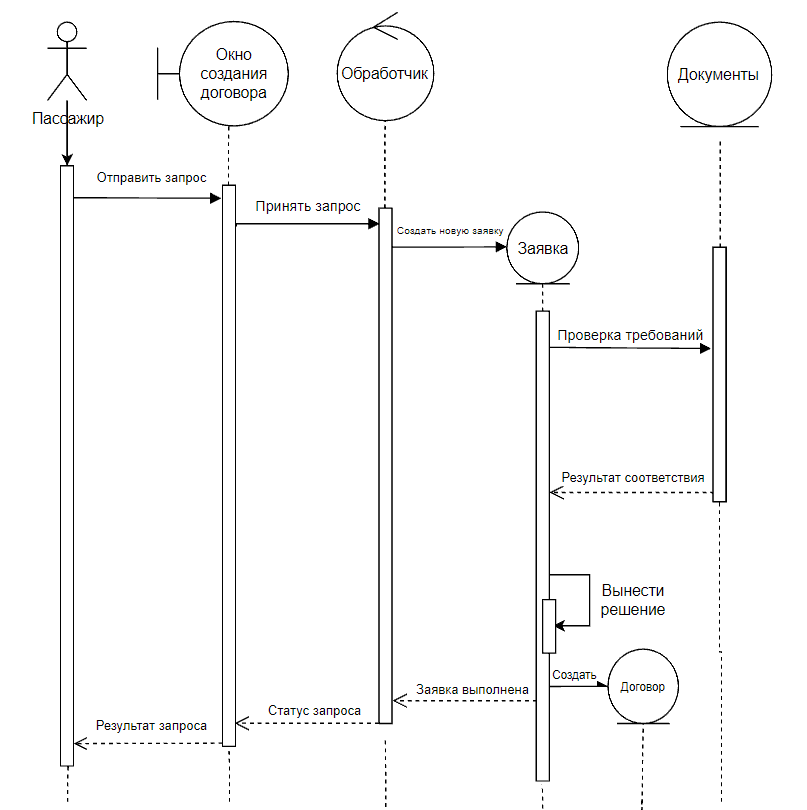 Окно
создания
договора
Обработчик
Документы
Пассажир
Отправить запрос
Принять запрос
Создать новую заявку
Заявка
Проверка требований
Результат соответствия
Вынести
решение
Создать
Договор
Заявка выполнена
Статус запроса
Результат запроса